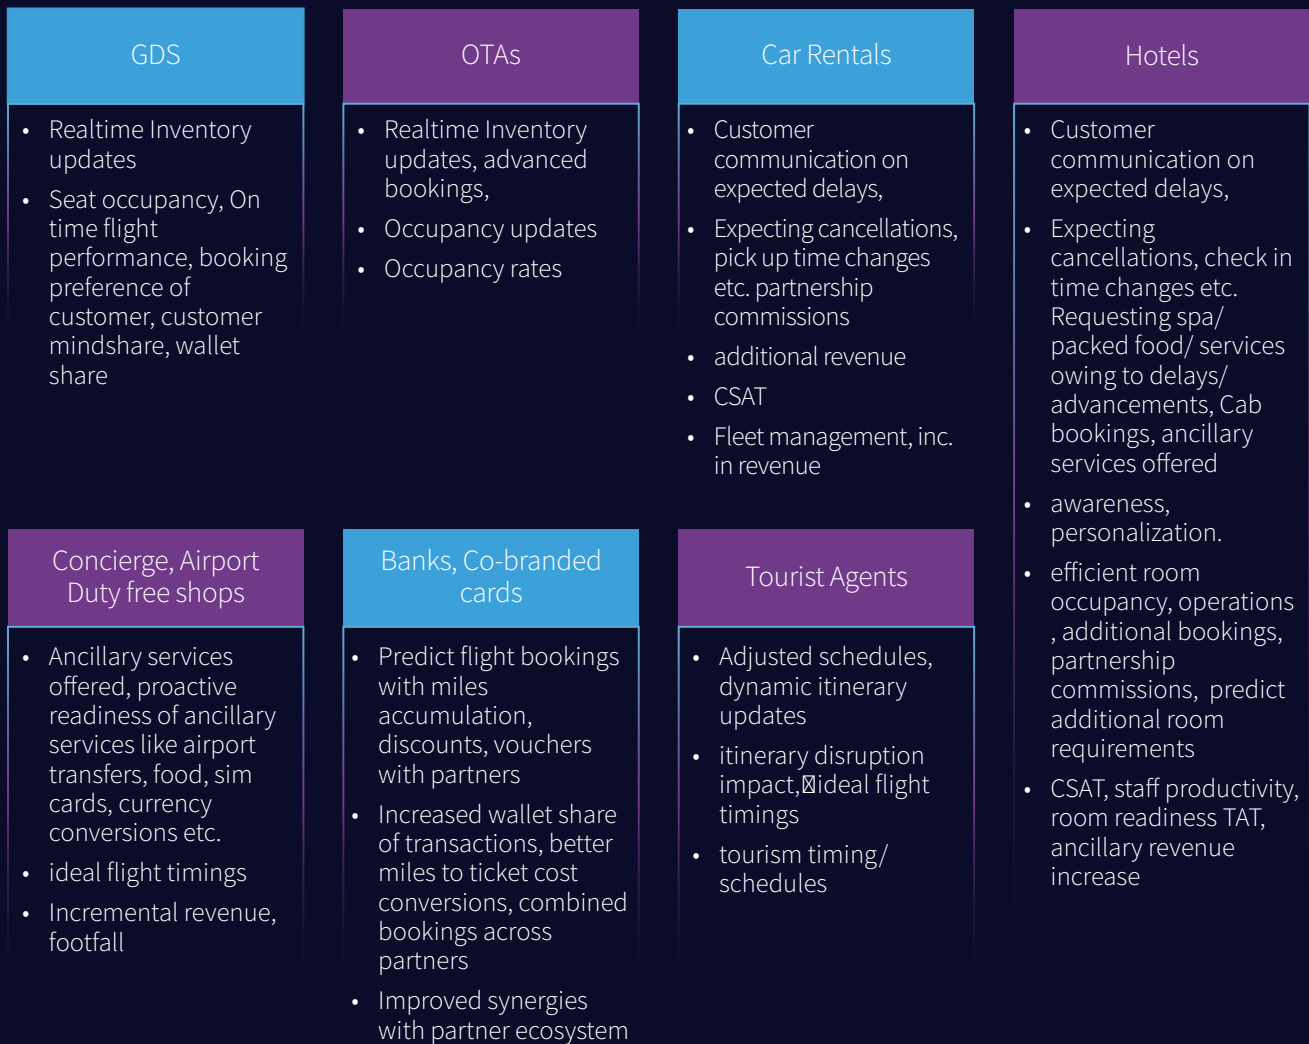 GDS
• Realtime Inventory
updates
• Seat occupancy, On
time flight
performance, booking
preference of
customer, customer
mindshare, wallet
share
OTAs
• Realtime Inventory
updates, advanced
bookings,
• Occupancy updates
• Occupancy rates
Car Rentals
• Customer
communication on
expected delays,
• Expecting cancellations,
pick up time changes
etc. partnership
commissions
• additional revenue
• CSAT
• Fleet management, inc.
in revenue
Hotels
• Customer
communication on
expected delays,
• Expecting
cancellations, check in
time changes etc.
Requesting spa/
packed food/ services
owing to delays/
advancements, Cab
bookings, ancillary
services offered
• awareness,
personalization.
• efficient room
occupancy, operations
, additional bookings,
partnership
commissions, predict
additional room
requirements
• CSAT, staff productivity,
room readiness TAT,
ancillary revenue
increase
Concierge, Airport
Duty free shops
• Ancillary services
offered, proactive
readiness of ancillary
services like airport
transfers, food, sim
cards, currency
conversions etc.
• ideal flight timings
• Incremental revenue,
footfall
Banks, Co-branded
cards
• Predict flight bookings
with miles
accumulation,
discounts, vouchers
with partners
• Increased wallet share
of transactions, better
miles to ticket cost
conversions, combined
bookings across
partners
• Improved synergies
with partner ecosystem
Tourist Agents
• Adjusted schedules,
dynamic itinerary
updates
• itinerary disruption
impact, ideal flight
timings
• tourism timing/
schedules